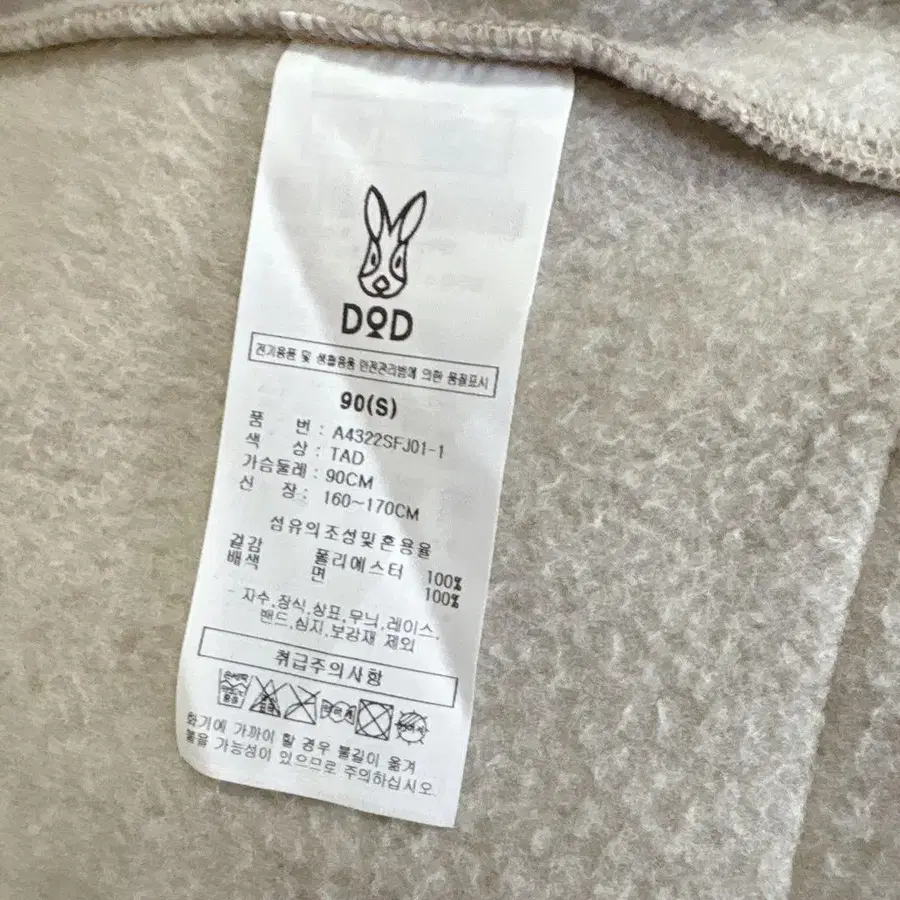 DOD
전기용품 및 생활용품 안전관리법에 의한 품질표시
90(S)
품 번 : A4322SFJ01-1
색 상 : TAD
가슴둘레 : 90CM
신 장 : 160~170CM
섬유의조성및혼용율
겉감 폴리에스터 100%
배색 면 100%
- 자수,장식,상표,무늬,레이스,
밴드,심지,보강재 제외
취급주의사항
화기에 가까이 할 경우 불길이 옮겨
붙을 가능성이 있으므로 주의하십시오.